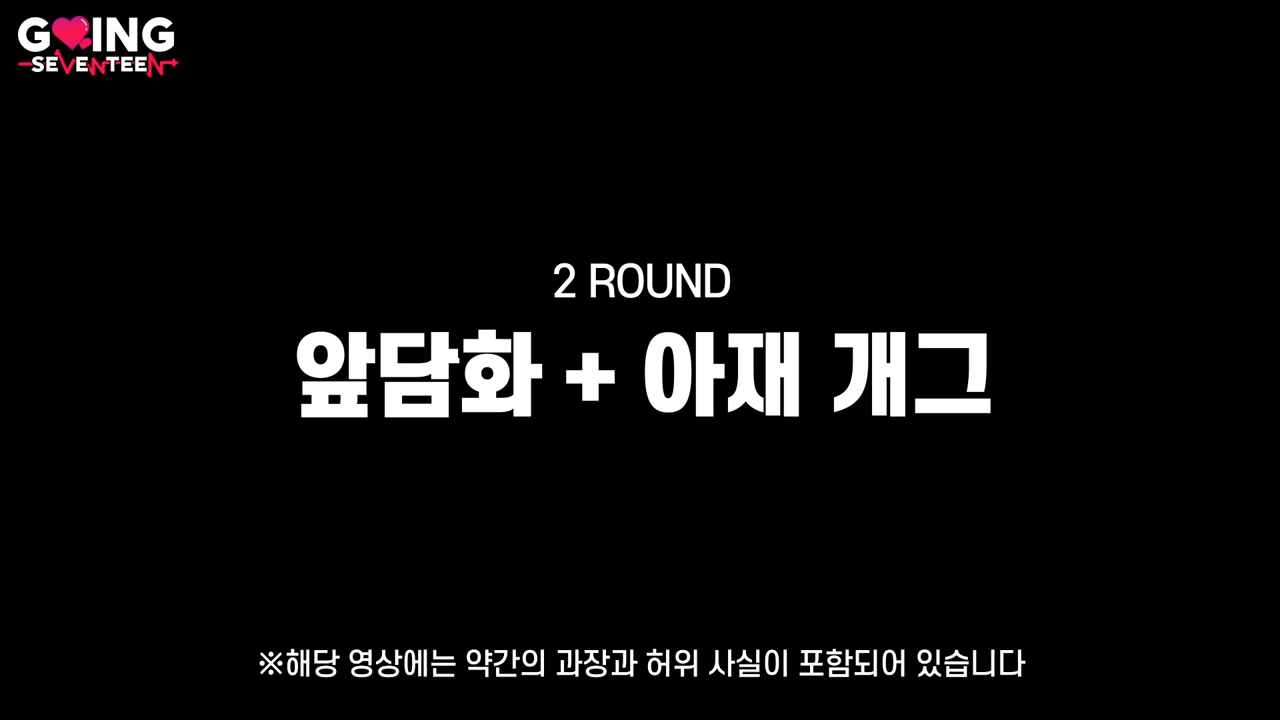 GOING
SEVENTEEN
2 ROUND
앞담화 + 아재 개그
※해당 영상에는 약간의 과장과 허위 사실이 포함되어 있습니다